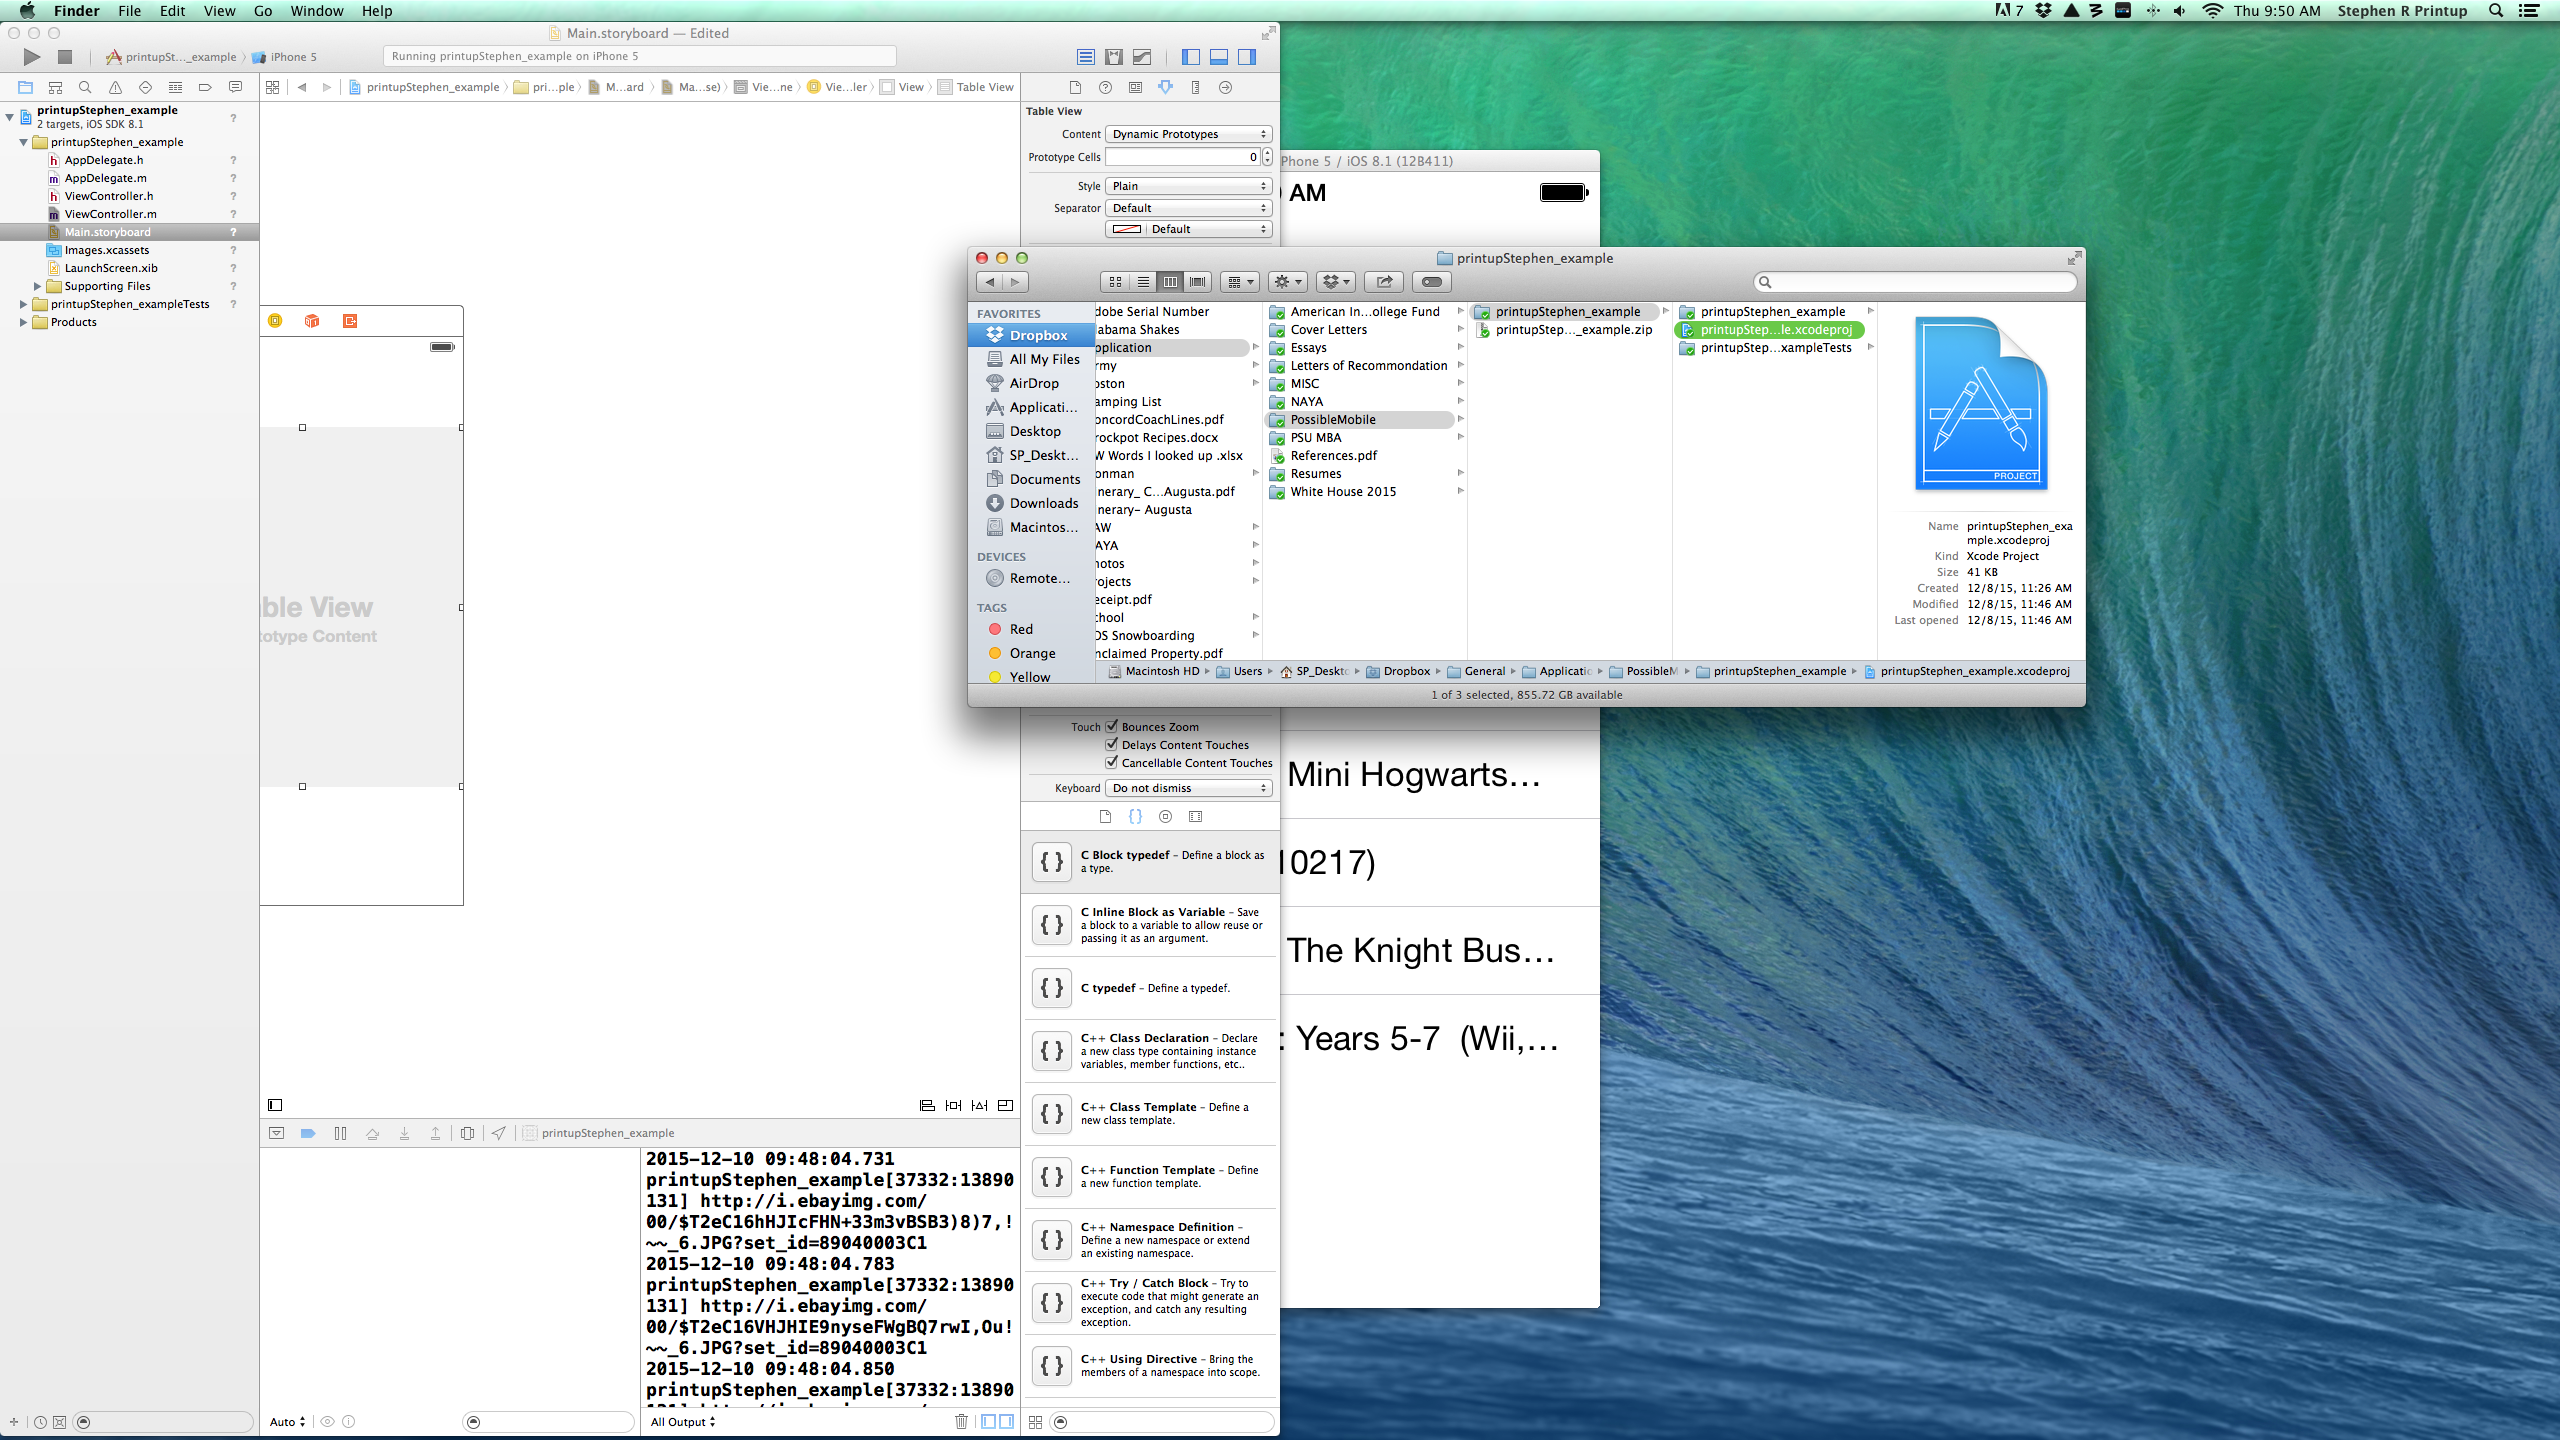 Finder File Edit View Go Window Help
7 Thu 9:50 AM Stephen R Printup
Main.storyboard — Edited
printupSt..._example iPhone 5
Running printupStephen_example on iPhone 5
printupStephen_example pri...ple M...ard Ma...se) Vie...ne Vie...ler View Table View
printupStephen_example
2 targets, iOS SDK 8.1
printupStephen_example
AppDelegate.h
AppDelegate.m
ViewController.h
ViewController.m
Main.storyboard
Images.xcassets
LaunchScreen.xib
Supporting Files
printupStephen_exampleTests
Products
ble View
totype Content
Table View
Content Dynamic Prototypes
Prototype Cells 0
Style Plain
Separator Default
Default
Phone 5 / iOS 8.1 (12B411)
AM
printupStephen_example
FAVORITES
Dropbox
All My Files
AirDrop
Applicati...
Desktop
SP_Deskt...
Documents
Downloads
Macintos...
DEVICES
Remote...
TAGS
Red
Orange
Yellow
dobe Serial Number
labama Shakes
pplication
rmy
oston
amping List
oncordCoachLines.pdf
rockpot Recipes.docx
W Words I looked up .xlsx
onman
inerary_ C...Augusta.pdf
inerary- Augusta
AW
AYA
hotos
rojects
eceipt.pdf
chool
OS Snowboarding
nclaimed Property.pdf
American In...ollege Fund
Cover Letters
Essays
Letters of Recommondation
MISC
NAYA
PossibleMobile
PSU MBA
References.pdf
Resumes
White House 2015
printupStephen_example
printupStep..._example.zip
printupStephen_example
printupStep...le.xcodeproj
printupStep...xampleTests
PROJECT
Name printupStephen_exa
mple.xcodeproj
Kind Xcode Project
Size 41 KB
Created 12/8/15, 11:26 AM
Modified 12/8/15, 11:46 AM
Last opened 12/8/15, 11:46 AM
Macintosh HD Users SP_Deskt Dropbox General Applicati PossibleM printupStephen_example printupStephen_example.xcodeproj
1 of 3 selected, 855.72 GB available
Touch Bounces Zoom
Delays Content Touches
Cancellable Content Touches
Keyboard Do not dismiss
{ } C Block typedef – Define a block as
a type.
{ } C Inline Block as Variable – Save
a block to a variable to allow reuse or
passing it as an argument.
{ } C typedef – Define a typedef.
{ } C++ Class Declaration – Declare
a new class type containing instance
variables, member functions, etc..
{ } C++ Class Template – Define a
new class template.
{ } C++ Function Template – Define
a new function template.
{ } C++ Namespace Definition –
Define a new namespace or extend
an existing namespace.
{ } C++ Try / Catch Block – Try to
execute code that might generate an
exception, and catch any resulting
exception.
{ } C++ Using Directive – Bring the
members of a namespace into scope.
Mini Hogwarts...
10217)
The Knight Bus...
: Years 5-7 (Wii,...
printupStephen_example
2015-12-10 09:48:04.731
printupStephen_example[37332:13890
131] http://i.ebayimg.com/
00/$T2eC16hHJIcFHN+33m3vBSB3)8)7,!
~~_6.JPG?set_id=89040003C1
2015-12-10 09:48:04.783
printupStephen_example[37332:13890
131] http://i.ebayimg.com/
00/$T2eC16VHJHIE9nyseFWgBQ7rwI,Ou!
~~_6.JPG?set_id=89040003C1
2015-12-10 09:48:04.850
printupStephen_example[37332:13890
Auto
All Output